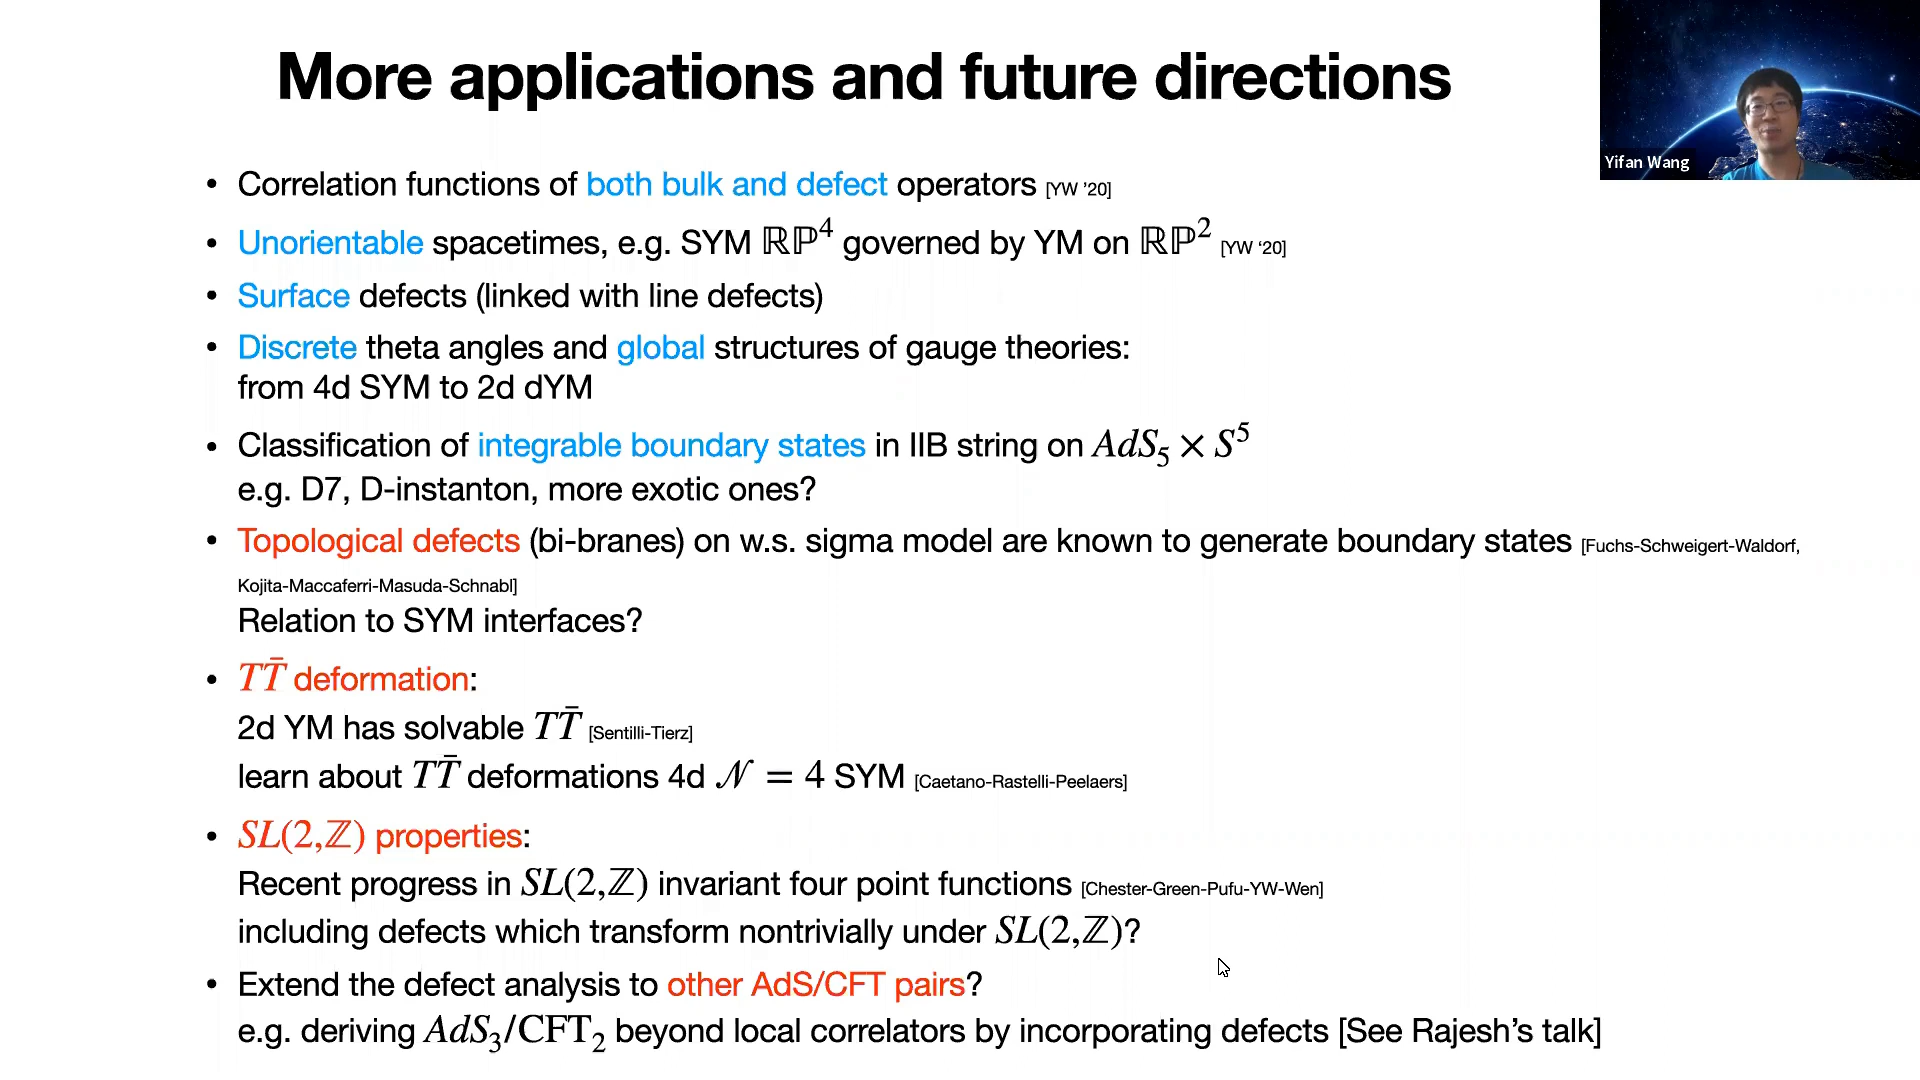 More applications and future directions
Yifan Wang
• Correlation functions of both bulk and defect operators [YW ’20]
• Unorientable spacetimes, e.g. SYM ℝℙ⁴ governed by YM on ℝℙ² [YW ‘20]
• Surface defects (linked with line defects)
• Discrete theta angles and global structures of gauge theories:
from 4d SYM to 2d dYM
• Classification of integrable boundary states in IIB string on AdS₅ × S⁵
e.g. D7, D-instanton, more exotic ones?
• Topological defects (bi-branes) on w.s. sigma model are known to generate boundary states [Fuchs-Schweigert-Waldorf,
Kojita-Maccaferri-Masuda-Schnabl]
Relation to SYM interfaces?
• TT̄ deformation:
2d YM has solvable TT̄ [Sentilli-Tierz]
learn about TT̄ deformations 4d 𝒩 = 4 SYM [Caetano-Rastelli-Peelaers]
• SL(2,ℤ) properties:
Recent progress in SL(2,ℤ) invariant four point functions [Chester-Green-Pufu-YW-Wen]
including defects which transform nontrivially under SL(2,ℤ)?
• Extend the defect analysis to other AdS/CFT pairs?
e.g. deriving AdS₃/CFT₂ beyond local correlators by incorporating defects [See Rajesh’s talk]